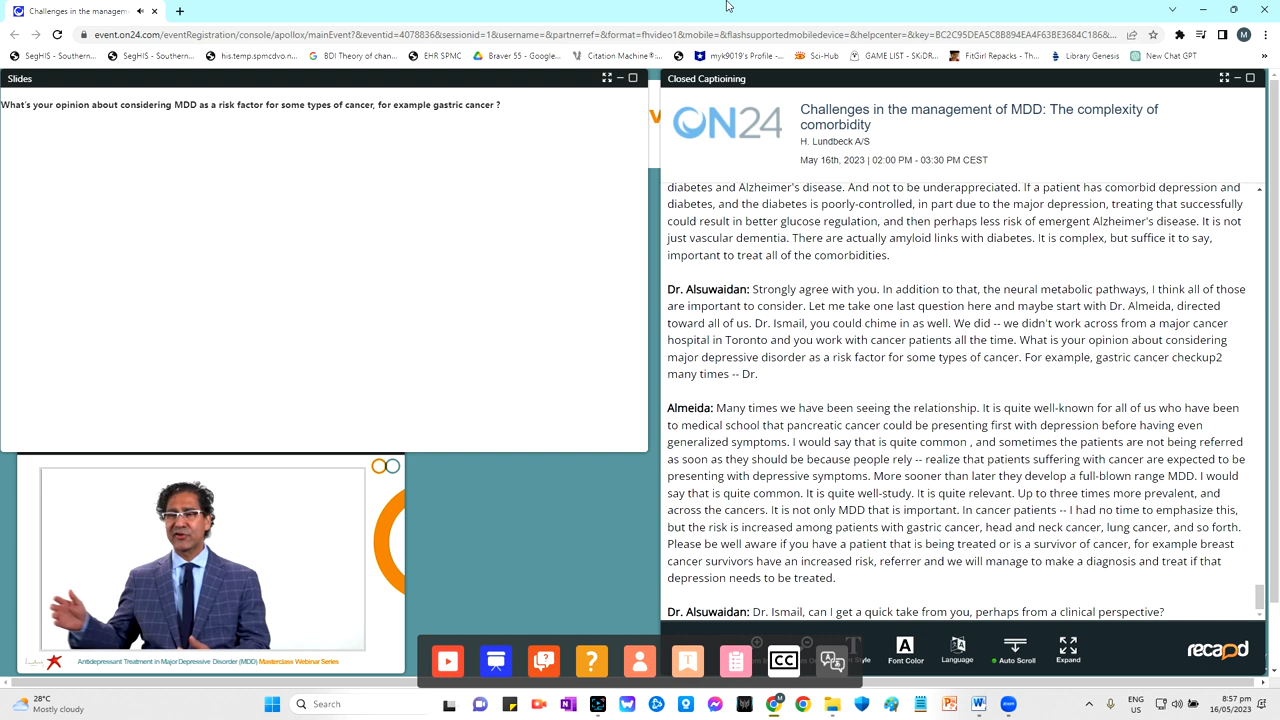 Challenges in the managem
event.on24.com/eventRegistration/console/apollox/mainEvent?&eventid=4078836&sessionid=1&username=&partnerref=&format=fhvideo1&mobile=&flashsupportedmobiledevice=&helpcenter=&key=BC2C95DEA5C8B894EA4F63BE3684C186&...
M
SegHIS - Southern...
his.temp.spmcdvo.n...
SegHIS - Southern...
BDI Theory of chan...
EHR SPMC
Braver 55 - Google...
Citation Machine®:...
myk9019's Profile -...
Sci-Hub
GAME LIST - SKiDR...
FitGirl Repacks - Th...
Library Genesis
New Chat GPT
»
Slides
What's your opinion about considering MDD as a risk factor for some types of cancer, for example gastric cancer ?
Closed Captioining
ON24
Challenges in the management of MDD: The complexity of
comorbidity
H. Lundbeck A/S
May 16th, 2023 | 02:00 PM - 03:30 PM CEST
diabetes and Alzheimer's disease. And not to be underappreciated. If a patient has comorbid depression and
diabetes, and the diabetes is poorly-controlled, in part due to the major depression, treating that successfully
could result in better glucose regulation, and then perhaps less risk of emergent Alzheimer's disease. It is not
just vascular dementia. There are actually amyloid links with diabetes. It is complex, but suffice it to say,
important to treat all of the comorbidities.
Dr. Alsuwaidan: Strongly agree with you. In addition to that, the neural metabolic pathways, I think all of those
are important to consider. Let me take one last question here and maybe start with Dr. Almeida, directed
toward all of us. Dr. Ismail, you could chime in as well. We did -- we didn't work across from a major cancer
hospital in Toronto and you work with cancer patients all the time. What is your opinion about considering
major depressive disorder as a risk factor for some types of cancer. For example, gastric cancer checkup2
many times -- Dr.
Almeida: Many times we have been seeing the relationship. It is quite well-known for all of us who have been
to medical school that pancreatic cancer could be presenting first with depression before having even
generalized symptoms. I would say that is quite common , and sometimes the patients are not being referred
as soon as they should be because people rely -- realize that patients suffering with cancer are expected to be
presenting with depressive symptoms. More sooner than later they develop a full-blown range MDD. I would
say that is quite common. It is quite well-study. It is quite relevant. Up to three times more prevalent, and
across the cancers. It is not only MDD that is important. In cancer patients -- I had no time to emphasize this,
but the risk is increased among patients with gastric cancer, head and neck cancer, lung cancer, and so forth.
Please be well aware if you have a patient that is being treated or is a survivor of cancer, for example breast
cancer survivors have an increased risk, referrer and we will manage to make a diagnosis and treat if that
depression needs to be treated.
Dr. Alsuwaidan: Dr. Ismail, can I get a quick take from you, perhaps from a clinical perspective?
Antidepressant Treatment in Major Depressive Disorder (MDD) Masterclass Webinar Series
CC
Style
A
Font Color
Language
Auto Scroll
Expand
recapd
28°C
Mostly cloudy
Search
ENG
US
8:57 pm
16/05/2023